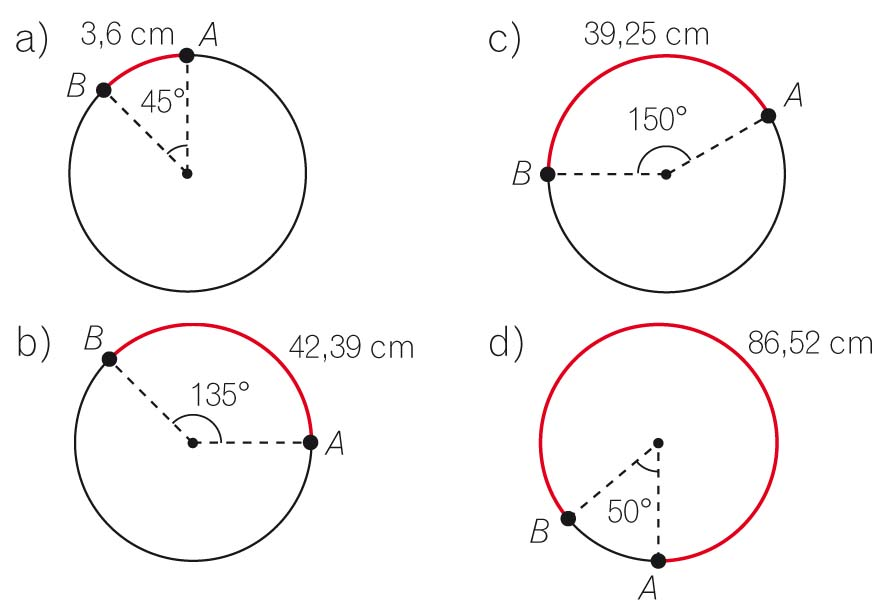 a) 3,6 cm A
B
45°
c) 39,25 cm
A
150°
B
b) B
42,39 cm
135°
A
d) 86,52 cm
50°
B
A